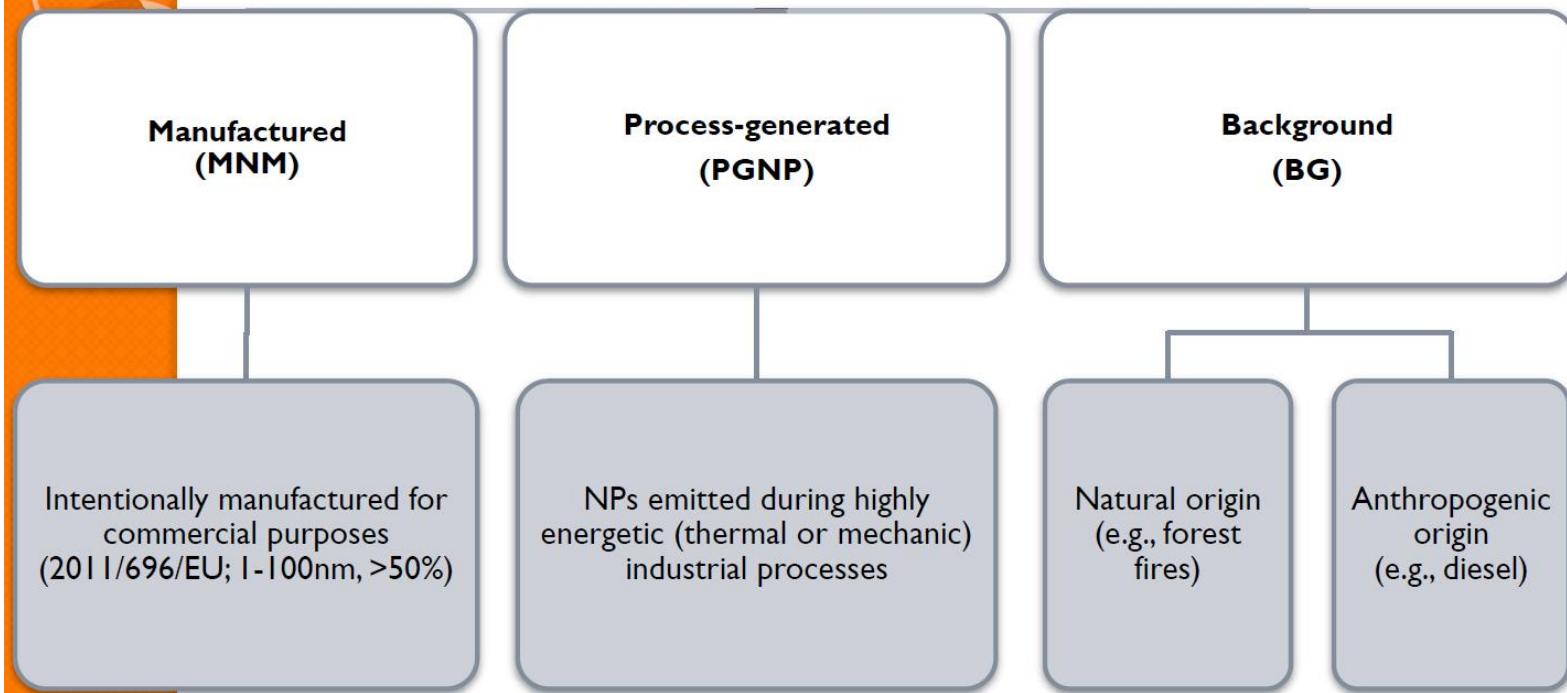 Manufactured
(MNM)
Process-generated
(PGNP)
Background
(BG)
Intentionally manufactured for
commercial purposes
(2011/696/EU; 1-100nm, >50%)
NPs emitted during highly
energetic (thermal or mechanic)
industrial processes
Natural origin
(e.g., forest
fires)
Anthropogenic
origin
(e.g., diesel)